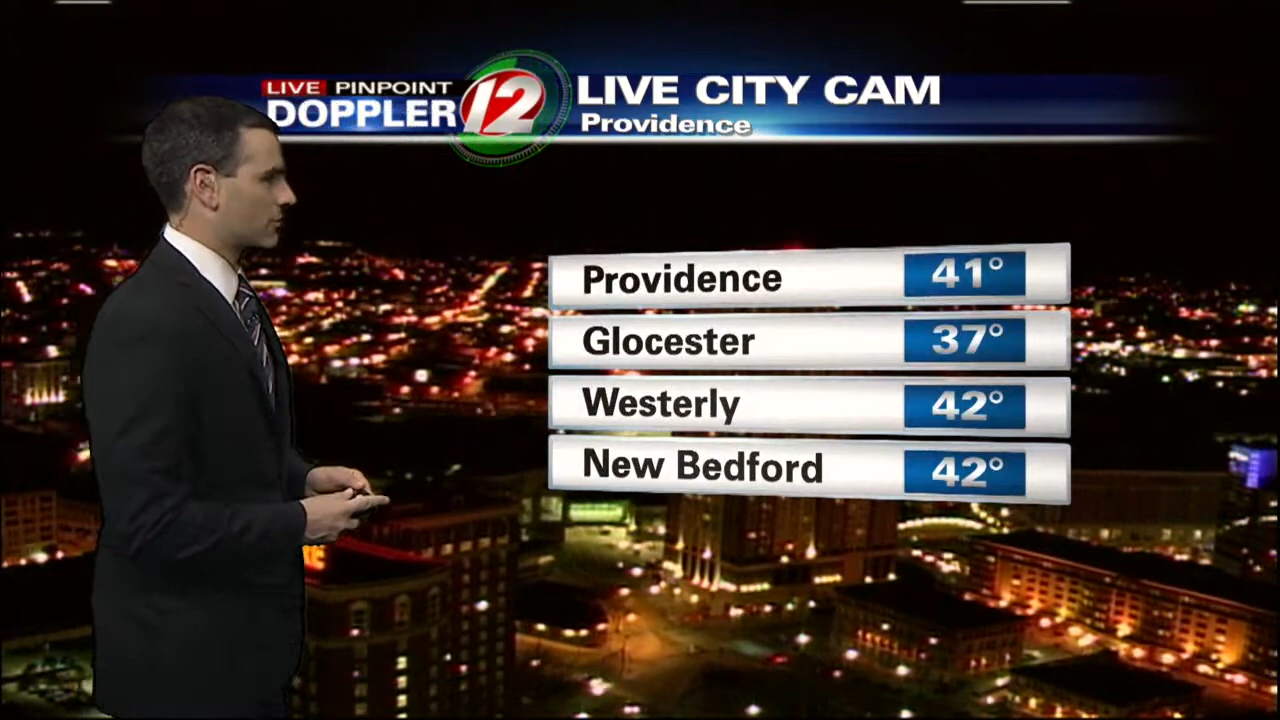 LIVE PINPOINT
DOPPLER 12
LIVE CITY CAM
Providence
Providence 41°
Glocester 37°
Westerly 42°
New Bedford 42°